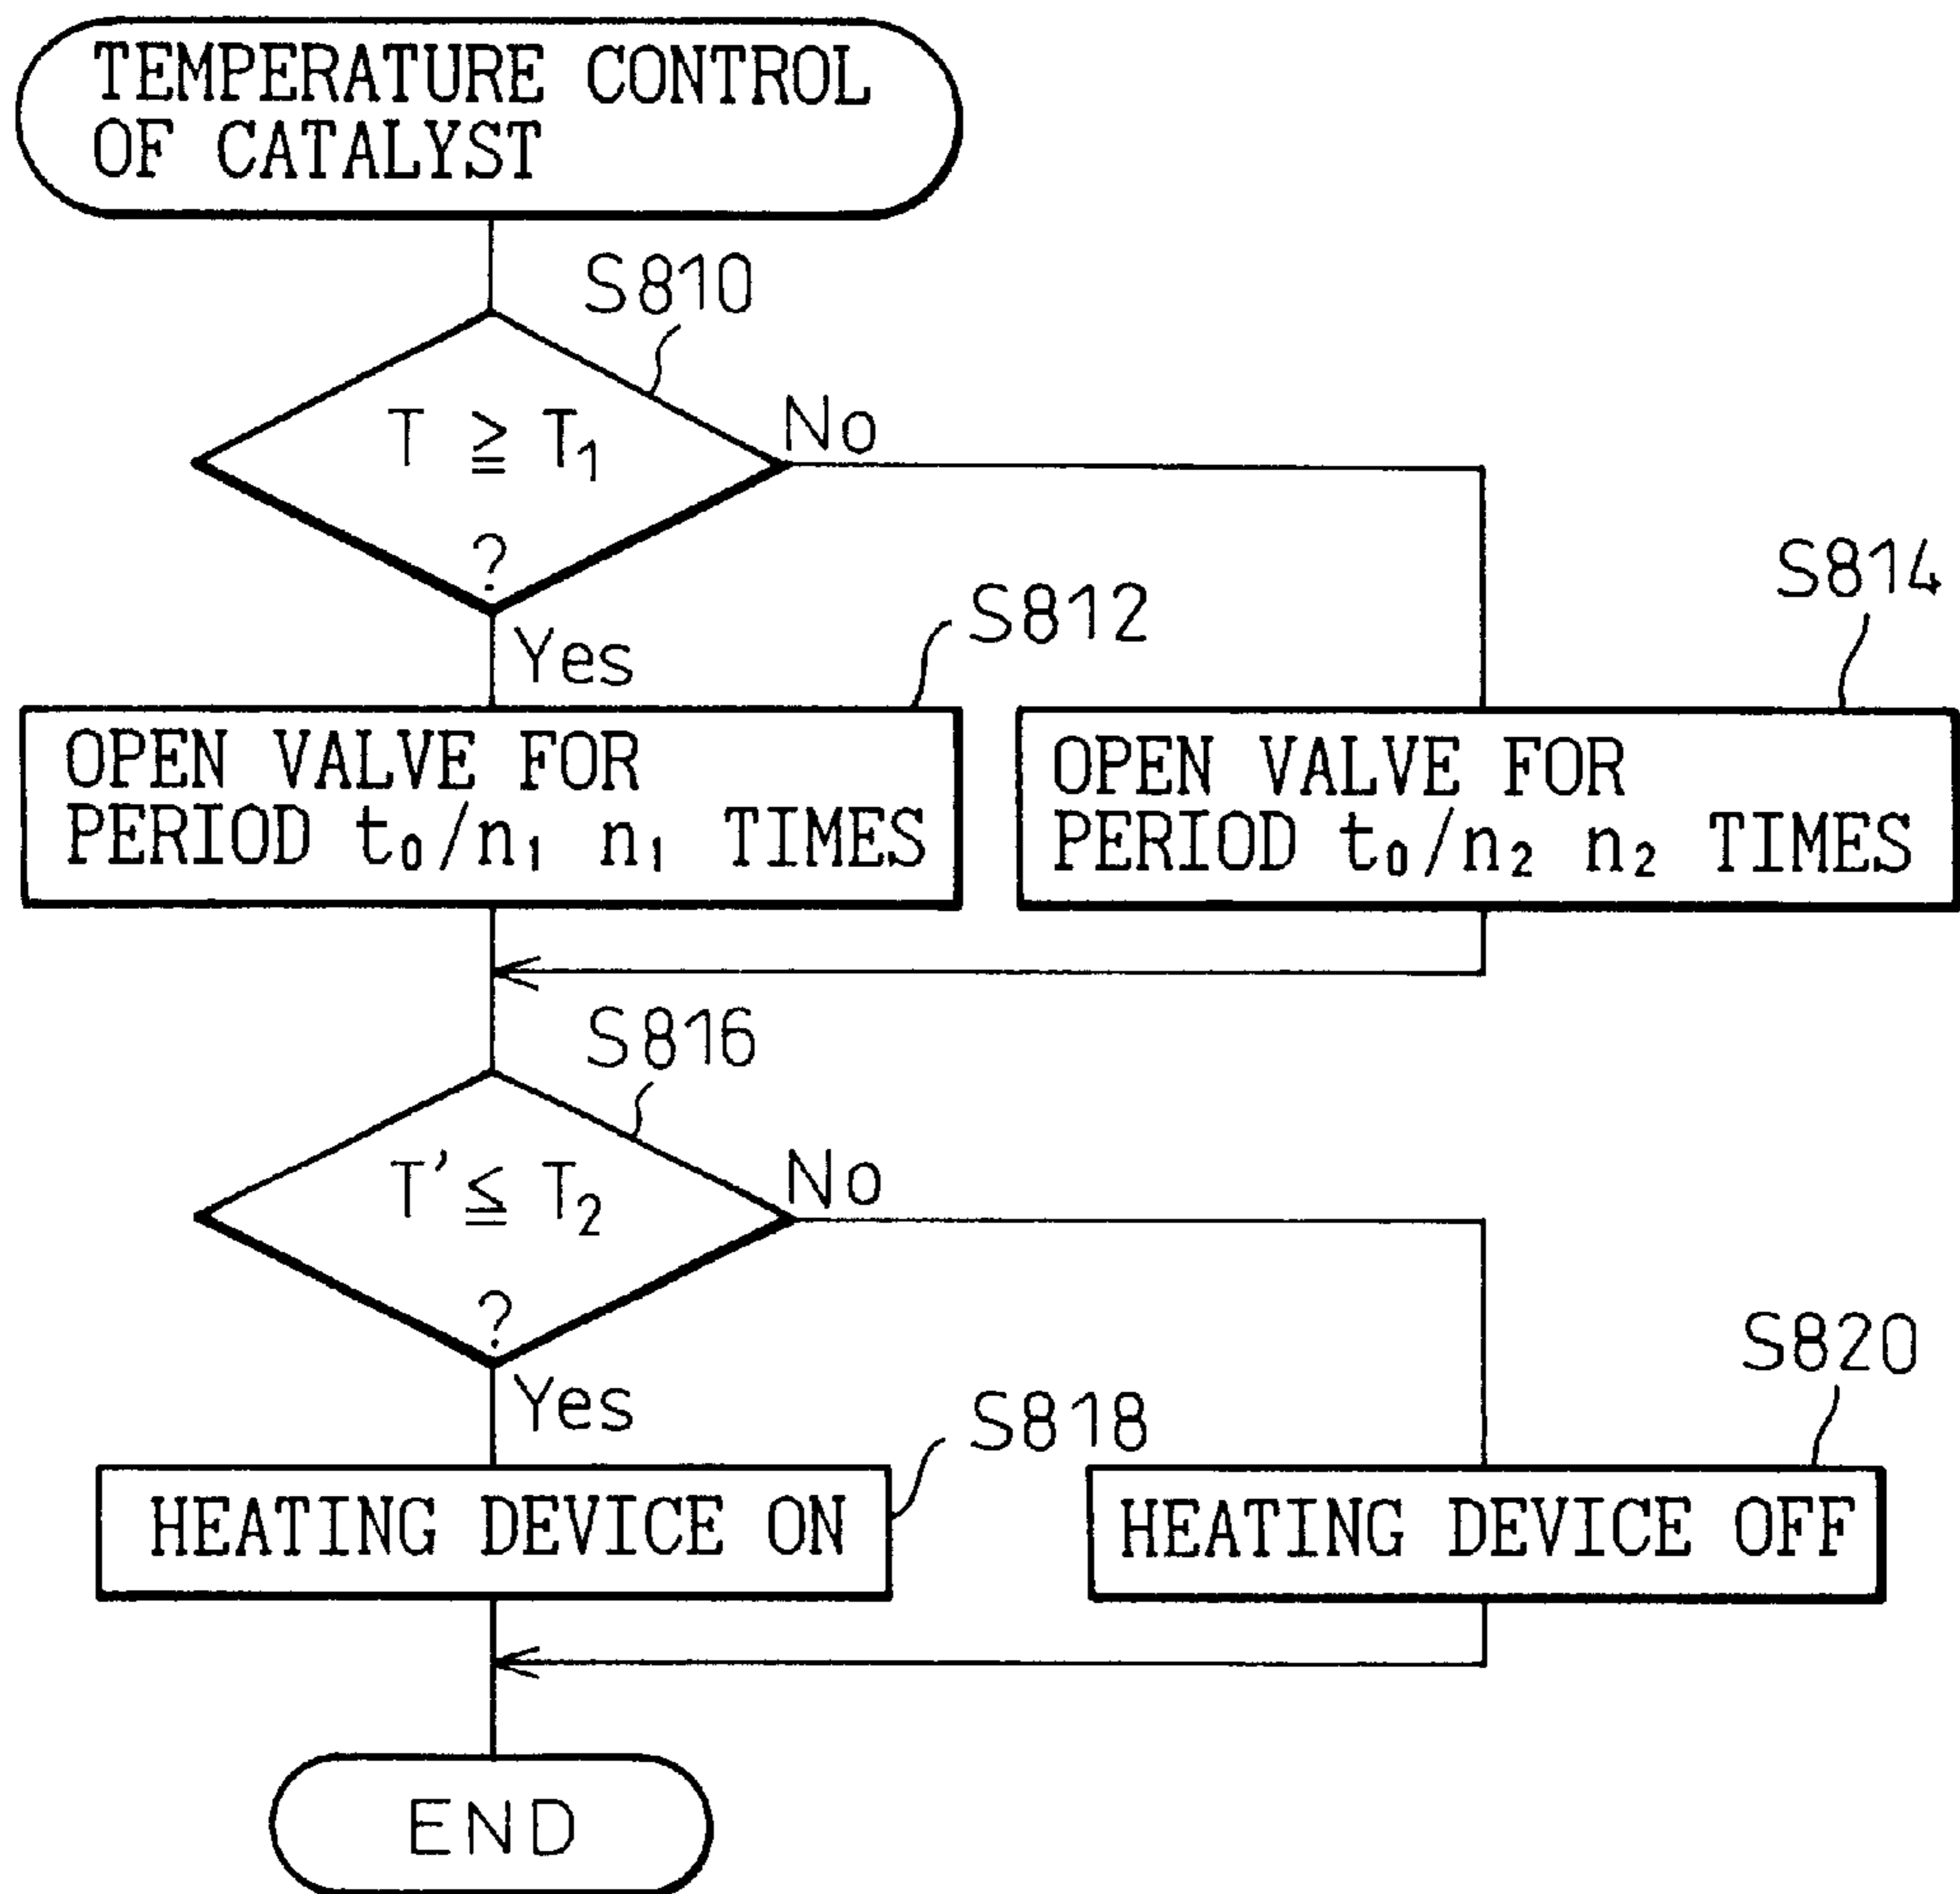 TEMPERATURE CONTROL
OF CATALYST
S810
T ≧ T₁
?
No
Yes
S812
S814
OPEN VALVE FOR
PERIOD t₀/n₁ n₁ TIMES
OPEN VALVE FOR
PERIOD t₀/n₂ n₂ TIMES
S816
T' ≦ T₂
?
No
Yes
S818
S820
HEATING DEVICE ON
HEATING DEVICE OFF
END